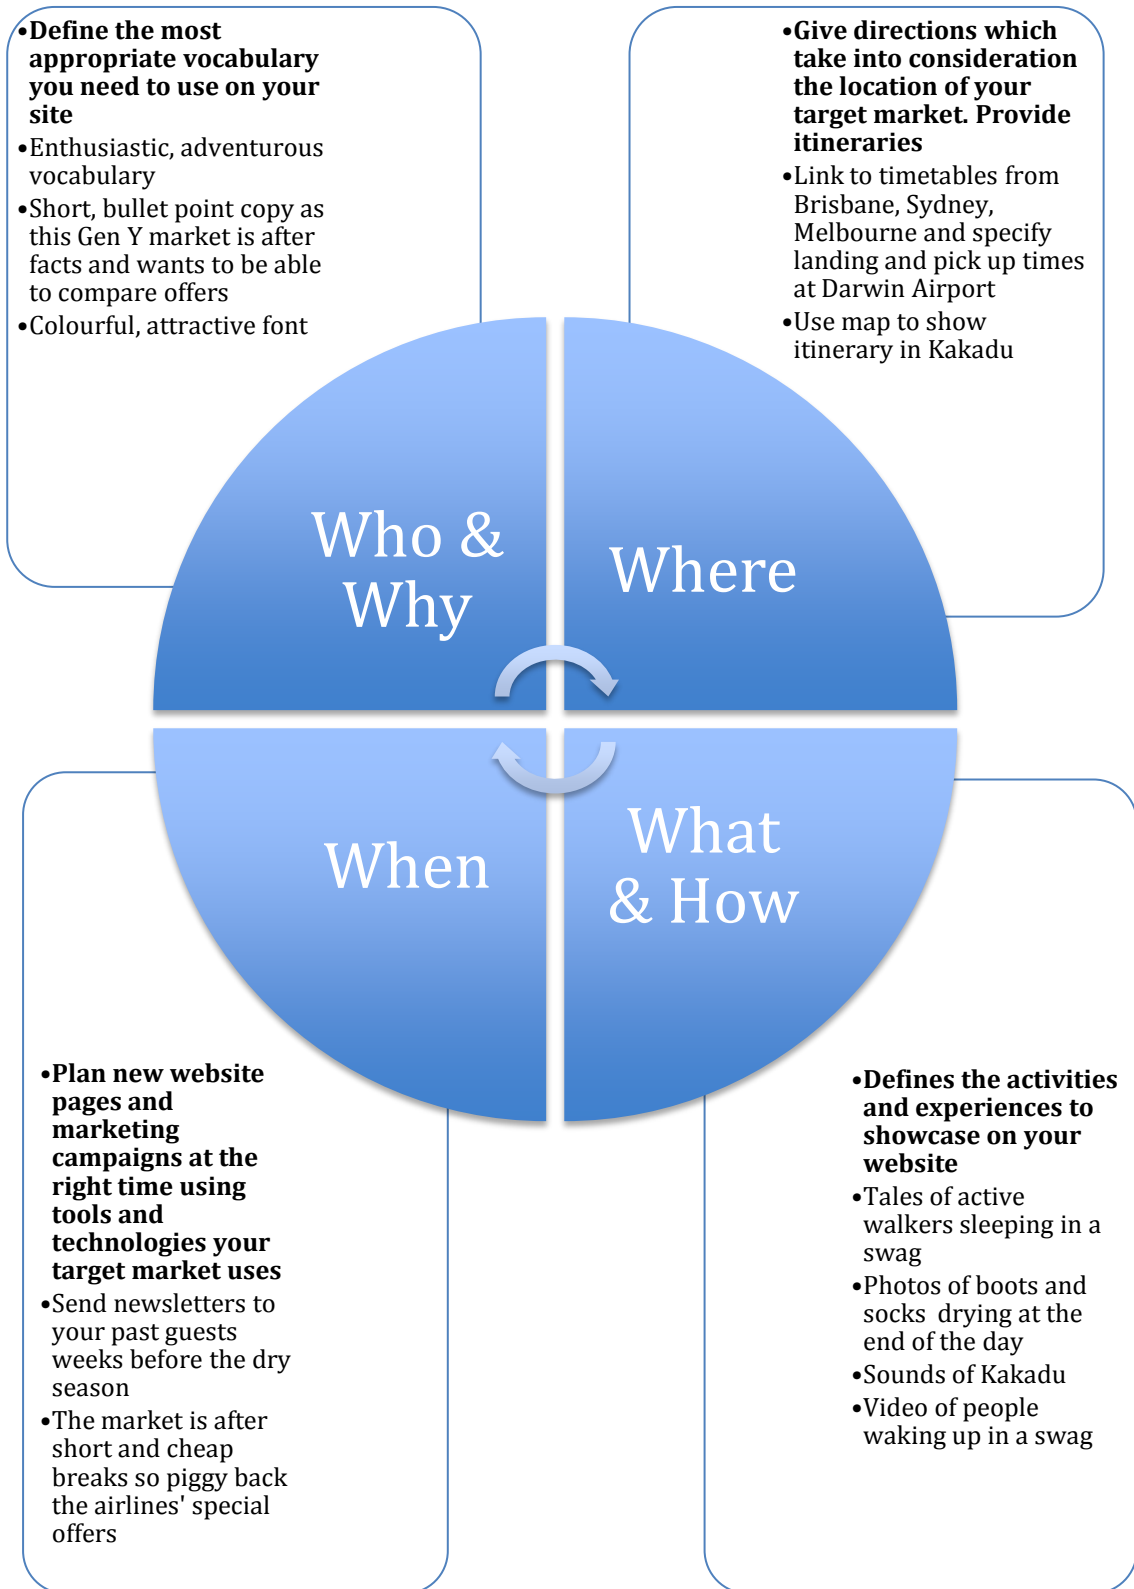 •Define the most
appropriate vocabulary
you need to use on your
site
•Enthusiastic, adventurous
vocabulary
•Short, bullet point copy as
this Gen Y market is after
facts and wants to be able
to compare offers
•Colourful, attractive font
•Give directions which
take into consideration
the location of your
target market. Provide
itineraries
•Link to timetables from
Brisbane, Sydney,
Melbourne and specify
landing and pick up times
at Darwin Airport
•Use map to show
itinerary in Kakadu
Who &
Why
Where
When
What
& How
•Plan new website
pages and
marketing
campaigns at the
right time using
tools and
technologies your
target market uses
•Send newsletters to
your past guests
weeks before the dry
season
•The market is after
short and cheap
breaks so piggy back
the airlines' special
offers
•Defines the activities
and experiences to
showcase on your
website
•Tales of active
walkers sleeping in a
swag
•Photos of boots and
socks  drying at the
end of the day
•Sounds of Kakadu
•Video of people
waking up in a swag